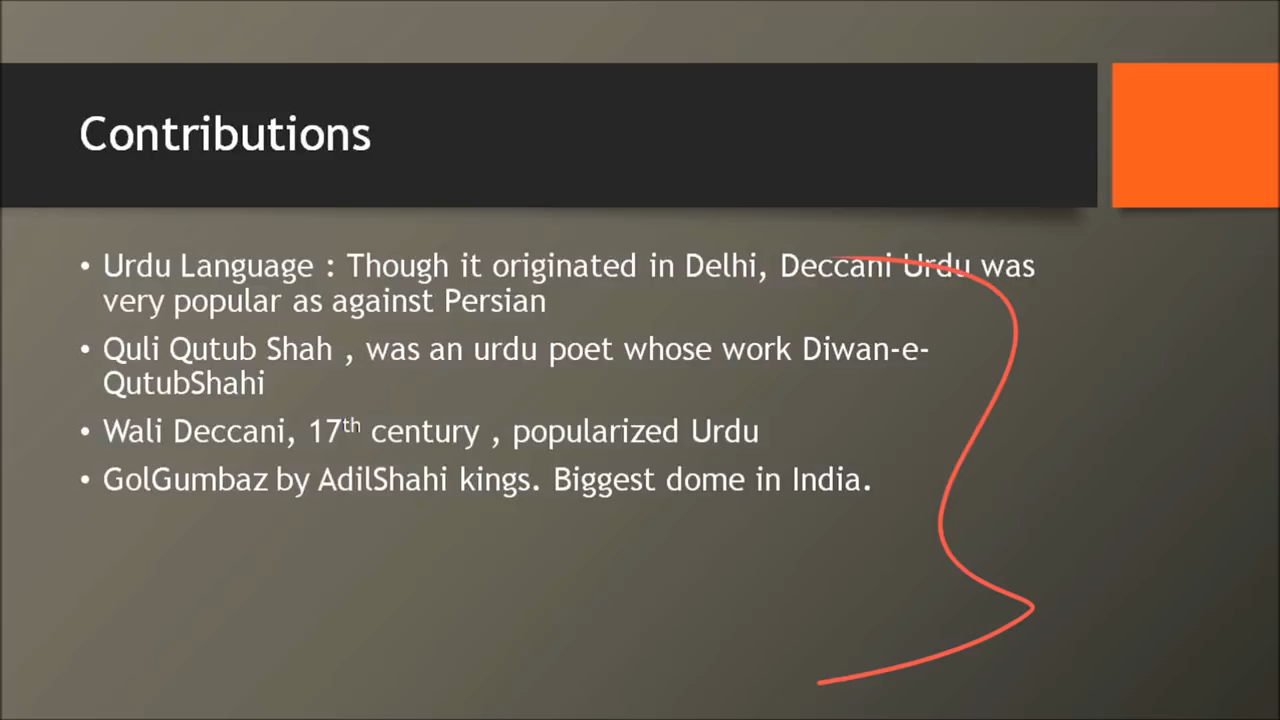 Contributions
• Urdu Language : Though it originated in Delhi, Deccani Urdu was
very popular as against Persian
• Quli Qutub Shah , was an urdu poet whose work Diwan-e-
QutubShahi
• Wali Deccani, 17th century , popularized Urdu
• GolGumbaz by AdilShahi kings. Biggest dome in India.